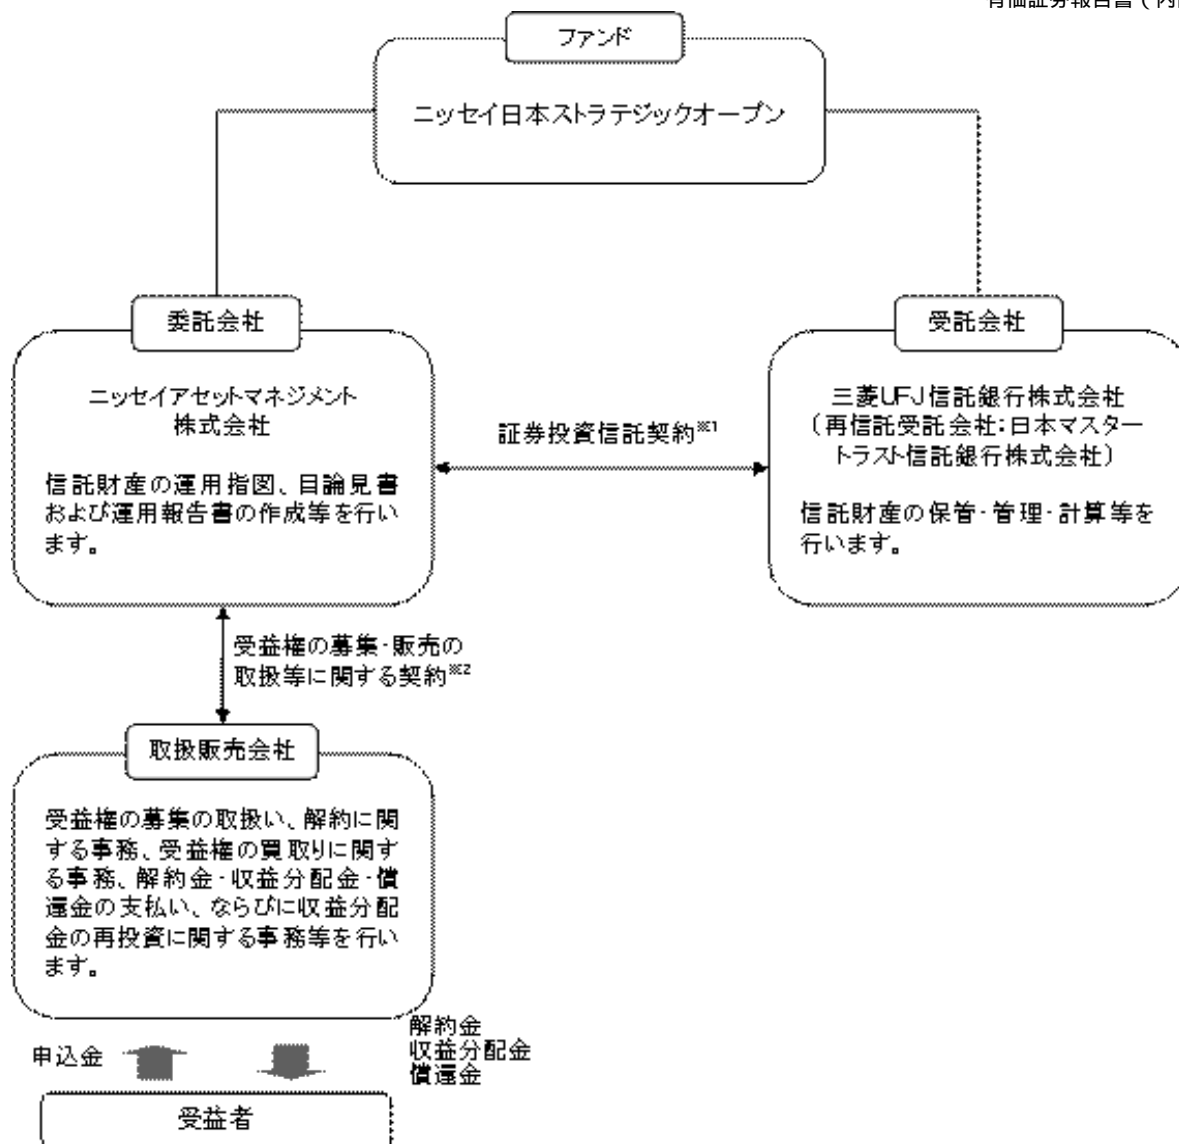 有価証券報告書（内
ファンド
ニッセイ日本ストラテジックオープン
委託会社
ニッセイアセットマネジメント
株式会社
信託財産の運用指図、目論見書
および運用報告書の作成等を行い
ます。
証券投資信託契約※1
受託会社
三菱UFJ信託銀行株式会社
（再信託受託会社：日本マスター
トラスト信託銀行株式会社）
信託財産の保管・管理・計算等を
行います。
受益権の募集・販売の
取扱等に関する契約※2
取扱販売会社
受益権の募集の取扱い、解約に関
する事務、受益権の買取りに関す
る事務、解約金・収益分配金・償
還金の支払い、ならびに収益分配
金の再投資に関する事務等を行い
ます。
申込金
解約金
収益分配金
償還金
受益者